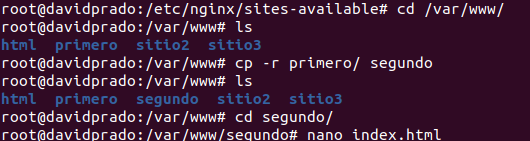 root@davidprado:/etc/nginx/sites-available# cd /var/www/
root@davidprado:/var/www# ls
html primero sitio2 sitio3
root@davidprado:/var/www# cp -r primero/ segundo
root@davidprado:/var/www# ls
html primero segundo sitio2 sitio3
root@davidprado:/var/www# cd segundo/
root@davidprado:/var/www/segundo# nano index.html